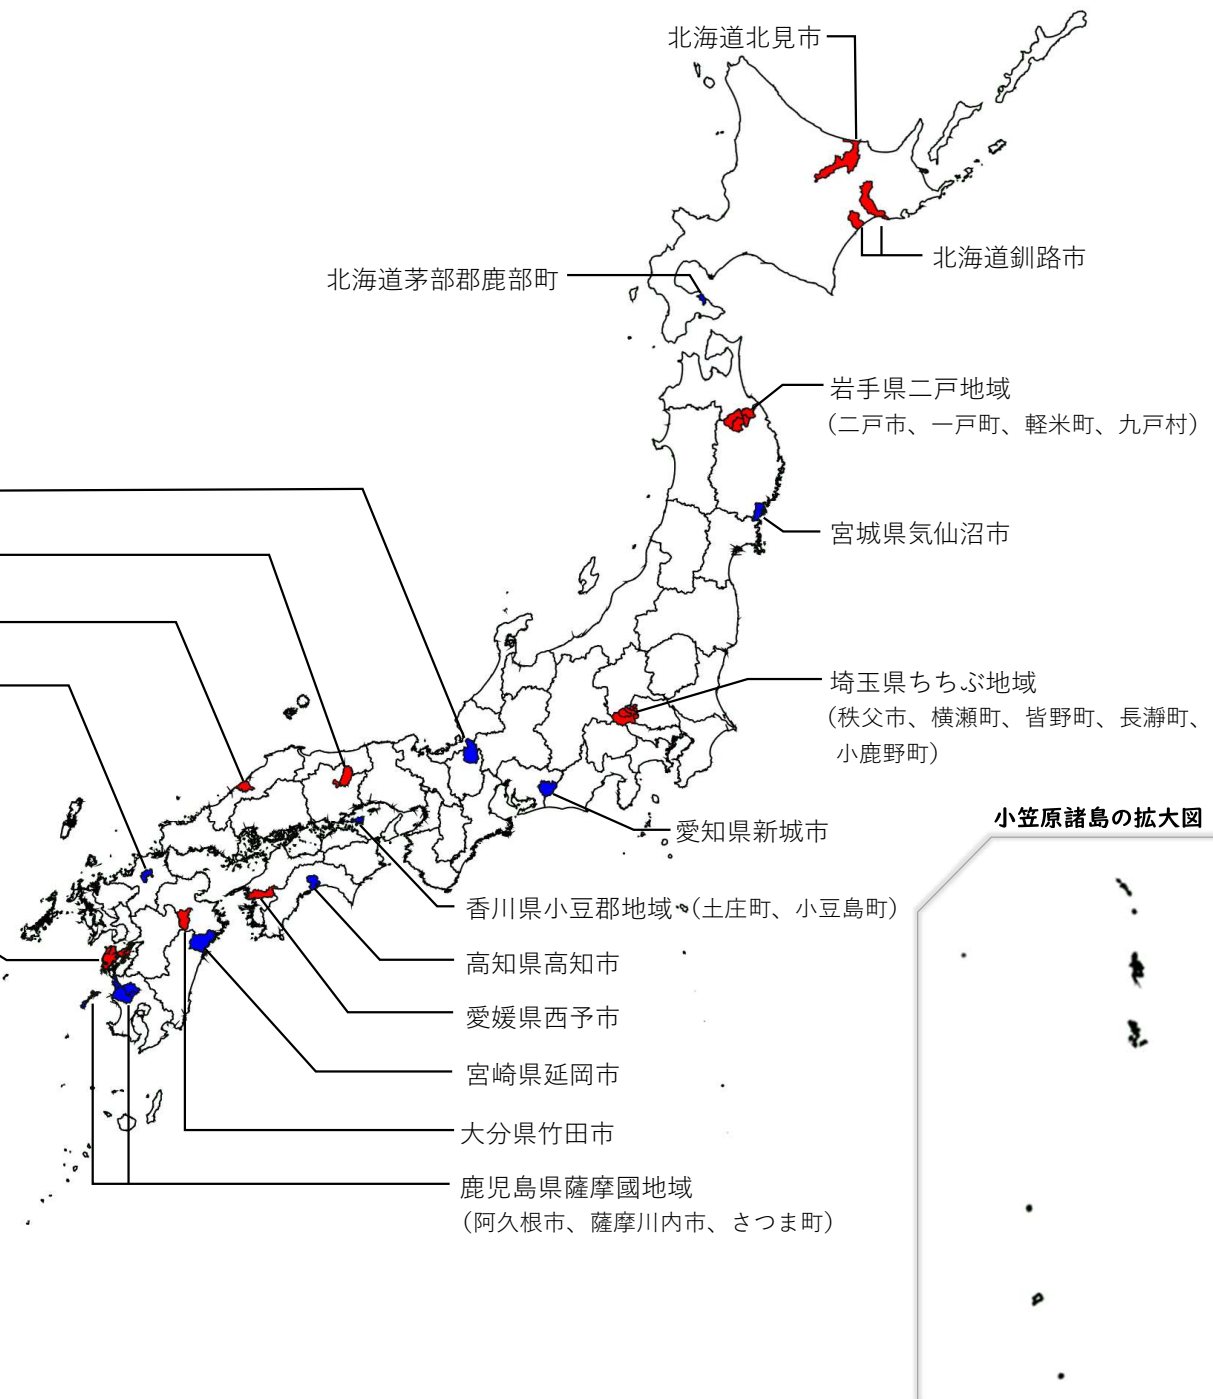 北海道北見市
北海道釧路市
北海道茅部郡鹿部町
岩手県二戸地域
(二戸市、一戸町、軽米町、九戸村)
宮城県気仙沼市
埼玉県ちちぶ地域
(秩父市、横瀬町、皆野町、長瀞町、
小鹿野町)
小笠原諸島の拡大図
愛知県新城市
香川県小豆郡地域 (土庄町、小豆島町)
高知県高知市
愛媛県西予市
宮崎県延岡市
大分県竹田市
鹿児島県薩摩國地域
(阿久根市、薩摩川内市、さつま町)